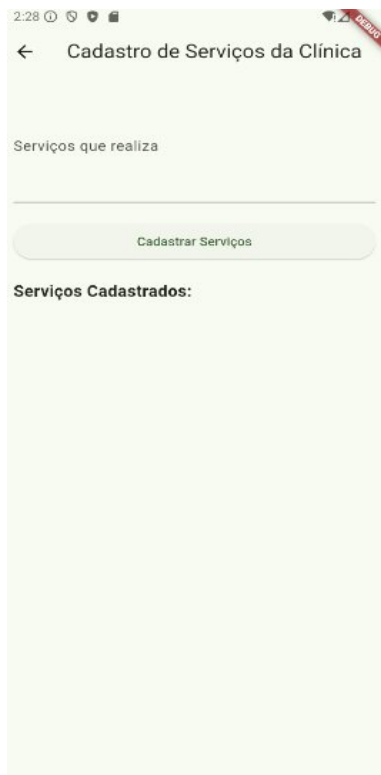 2:28
DEBUG
Cadastro de Serviços da Clínica
Serviços que realiza
Cadastrar Serviços
Serviços Cadastrados: